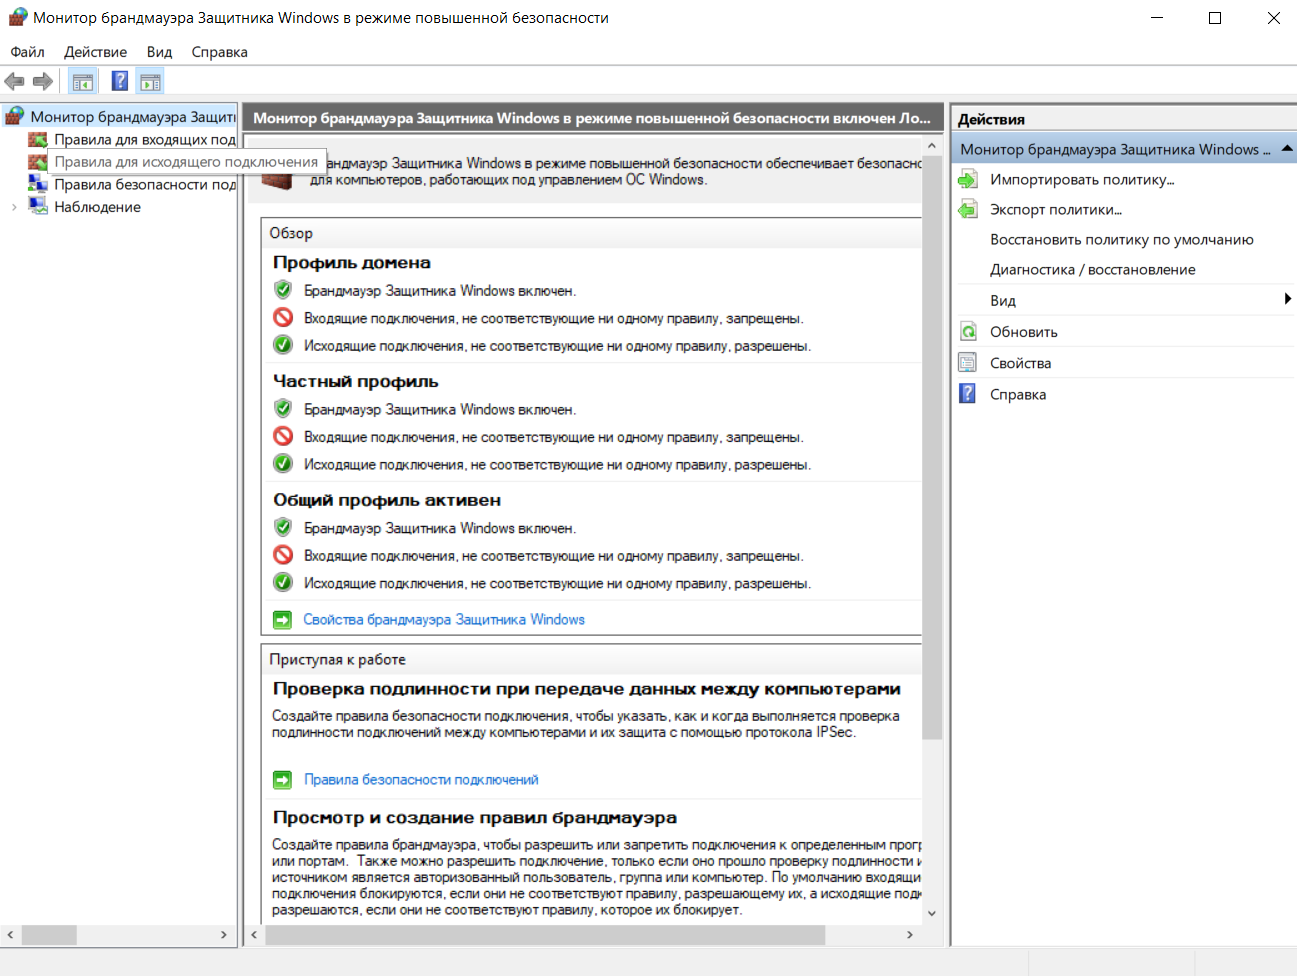 Монитор брандмауэра Защитника Windows в режиме повышенной безопасности
Файл Действие Вид Справка
Монитор брандмауэра Защит
Правила для входящих под
Правила для исходящего подключения
Правила безопасности под
Наблюдение
Монитор брандмауэра Защитника Windows в режиме повышенной безопасности включен Ло...
андмауэр Защитника Windows в режиме повышенной безопасности обеспечивает безопасно
для компьютеров, работающих под управлением ОС Windows.
Обзор
Профиль домена
Брандмауэр Защитника Windows включен.
Входящие подключения, не соответствующие ни одному правилу, запрещены.
Исходящие подключения, не соответствующие ни одному правилу, разрешены.
Частный профиль
Брандмауэр Защитника Windows включен.
Входящие подключения, не соответствующие ни одному правилу, запрещены.
Исходящие подключения, не соответствующие ни одному правилу, разрешены.
Общий профиль активен
Брандмауэр Защитника Windows включен.
Входящие подключения, не соответствующие ни одному правилу, запрещены.
Исходящие подключения, не соответствующие ни одному правилу, разрешены.
Свойства брандмауэра Защитника Windows
Приступая к работе
Проверка подлинности при передаче данных между компьютерами
Создайте правила безопасности подключения, чтобы указать, как и когда выполняется проверка
подлинности подключений между компьютерами и их защита с помощью протокола IPSec.
Правила безопасности подключений
Просмотр и создание правил брандмауэра
Создайте правила брандмауэра, чтобы разрешить или запретить подключения к определенным прог
или портам. Также можно разрешить подключение, только если оно прошло проверку подлинности и
источником является авторизованный пользователь, группа или компьютер. По умолчанию входящи
подключения блокируются, если они не соответствуют правилу, разрешающему их, а исходящие подк
разрешаются, если они не соответствуют правилу, которое их блокирует.
Действия
Монитор брандмауэра Защитника Windows ...
Импортировать политику...
Экспорт политики...
Восстановить политику по умолчанию
Диагностика / восстановление
Вид
Обновить
Свойства
Справка